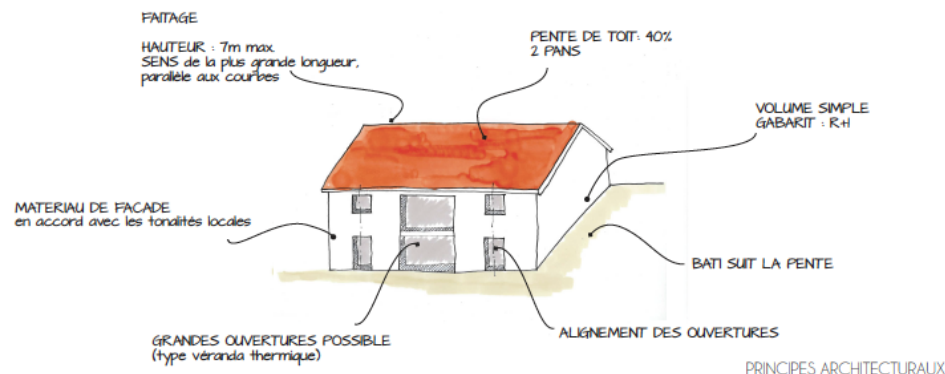 FAITAGE
HAUTEUR : 7m max.
SENS de la plus grande longueur,
parallèle aux courbes
PENTE DE TOIT: 40%
2 PANS
VOLUME SIMPLE
GABARIT : R+1
MATERIAU DE FACADE
en accord avec les tonalités locales
BATI SUIT LA PENTE
GRANDES OUVERTURES POSSIBLE
(type véranda thermique)
ALIGNEMENT DES OUVERTURES
PRINCIPES ARCHITECTURAUX